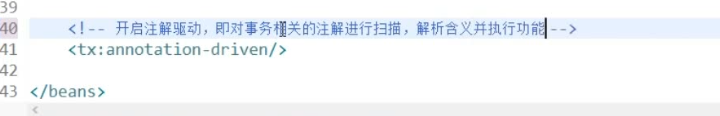 39
40 <!-- 开启注解驱动，即对事务相关的注解进行扫描，解析含义并执行功能-->
41 <tx:annotation-driven/>
42
43 </beans>